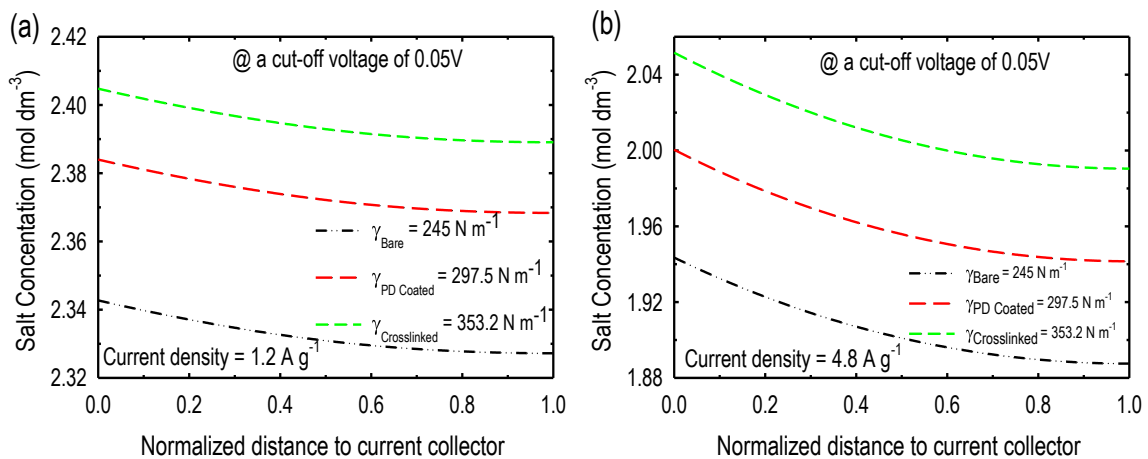 (a)
2.42
2.40
2.38
2.36
2.34
2.32
Salt Concentation (mol dm⁻³)
@ a cut-off voltage of 0.05V
γBare = 245 N m⁻¹
γPD Coated = 297.5 N m⁻¹
γCrosslinked = 353.2 N m⁻¹
Current density = 1.2 A g⁻¹
0.0 0.2 0.4 0.6 0.8 1.0
Normalized distance to current collector
(b)
2.04
2.00
1.96
1.92
1.88
Salt Concentation (mol dm⁻³)
@ a cut-off voltage of 0.05V
γBare = 245 N m⁻¹
γPD Coated = 297.5 N m⁻¹
γCrosslinked = 353.2 N m⁻¹
Current density = 4.8 A g⁻¹
0.0 0.2 0.4 0.6 0.8 1.0
Normalized distance to current collector